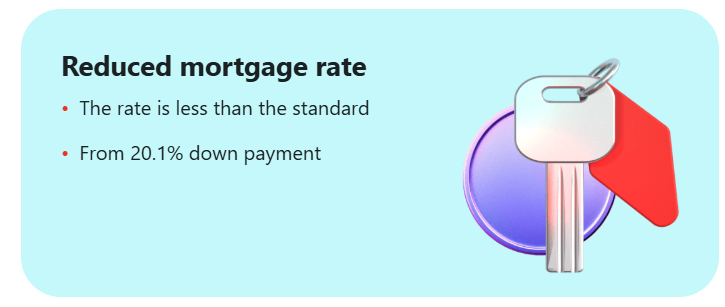 Reduced mortgage rate
• The rate is less than the standard
• From 20.1% down payment